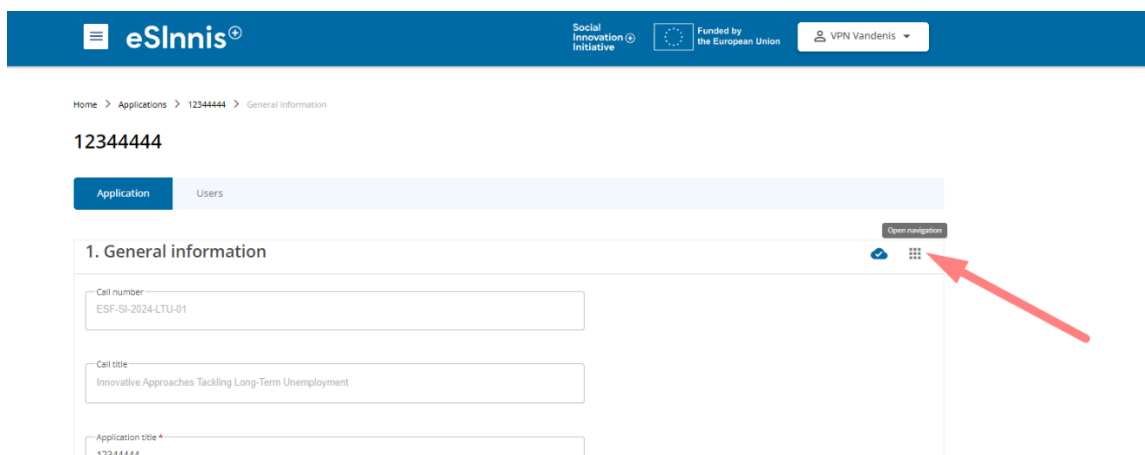 eSInnis⊕
Social
Innovation ⊕
Initiative
Funded by
the European Union
VPN Vandenis
Home > Applications > 12344444 > General information
12344444
Application
Users
Open navigation
1. General information
Call number
ESF-SI-2024-LTU-01
Call title
Innovative Approaches Tackling Long-Term Unemployment
Application title *
12344444